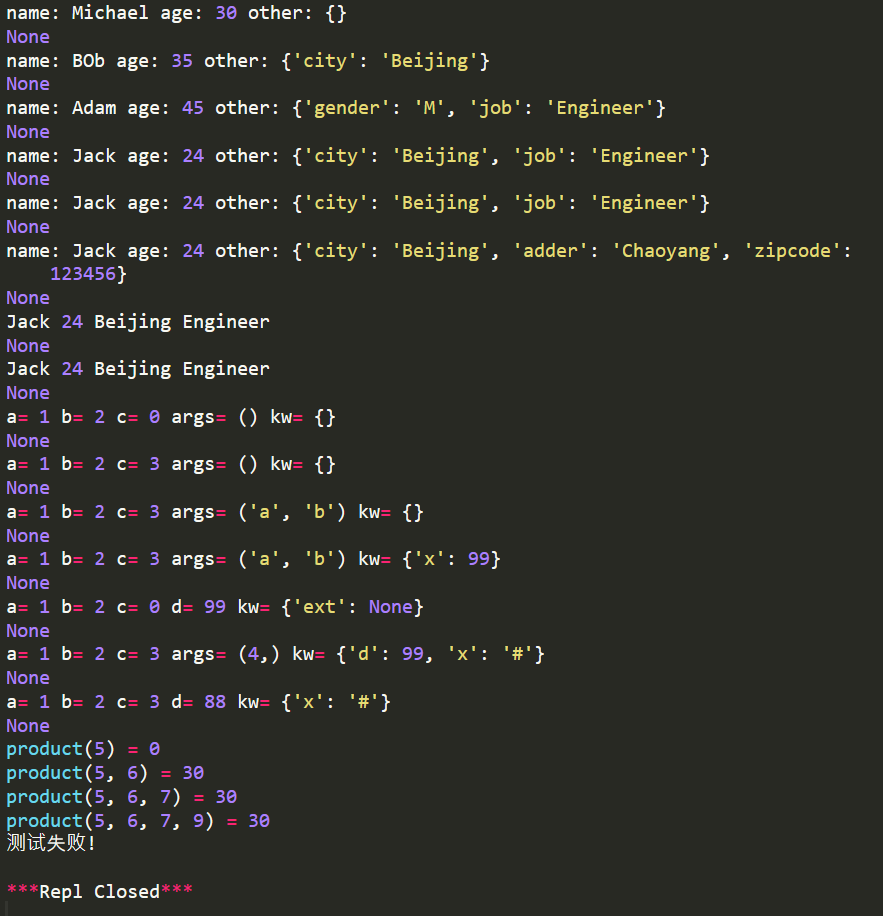 name: Michael age: 30 other: {}
None
name: BOb age: 35 other: {'city': 'Beijing'}
None
name: Adam age: 45 other: {'gender': 'M', 'job': 'Engineer'}
None
name: Jack age: 24 other: {'city': 'Beijing', 'job': 'Engineer'}
None
name: Jack age: 24 other: {'city': 'Beijing', 'job': 'Engineer'}
None
name: Jack age: 24 other: {'city': 'Beijing', 'adder': 'Chaoyang', 'zipcode':
123456}
None
Jack 24 Beijing Engineer
None
Jack 24 Beijing Engineer
None
a= 1 b= 2 c= 0 args= () kw= {}
None
a= 1 b= 2 c= 3 args= () kw= {}
None
a= 1 b= 2 c= 3 args= ('a', 'b') kw= {}
None
a= 1 b= 2 c= 3 args= ('a', 'b') kw= {'x': 99}
None
a= 1 b= 2 c= 0 d= 99 kw= {'ext': None}
None
a= 1 b= 2 c= 3 args= (4,) kw= {'d': 99, 'x': '#'}
None
a= 1 b= 2 c= 3 d= 88 kw= {'x': '#'}
None
product(5) = 0
product(5, 6) = 30
product(5, 6, 7) = 30
product(5, 6, 7, 9) = 30
测试失败!
***Repl Closed***